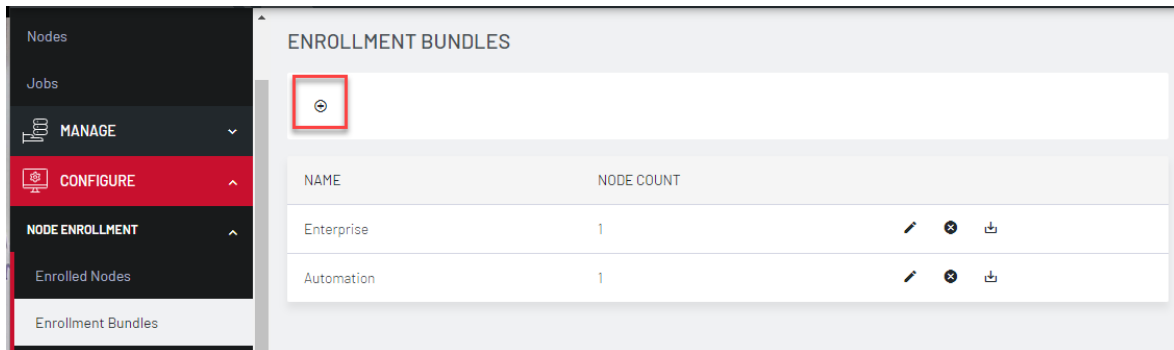 Nodes
Jobs
MANAGE
CONFIGURE
NODE ENROLLMENT
Enrolled Nodes
Enrollment Bundles
ENROLLMENT BUNDLES
NAME NODE COUNT
Enterprise 1
Automation 1